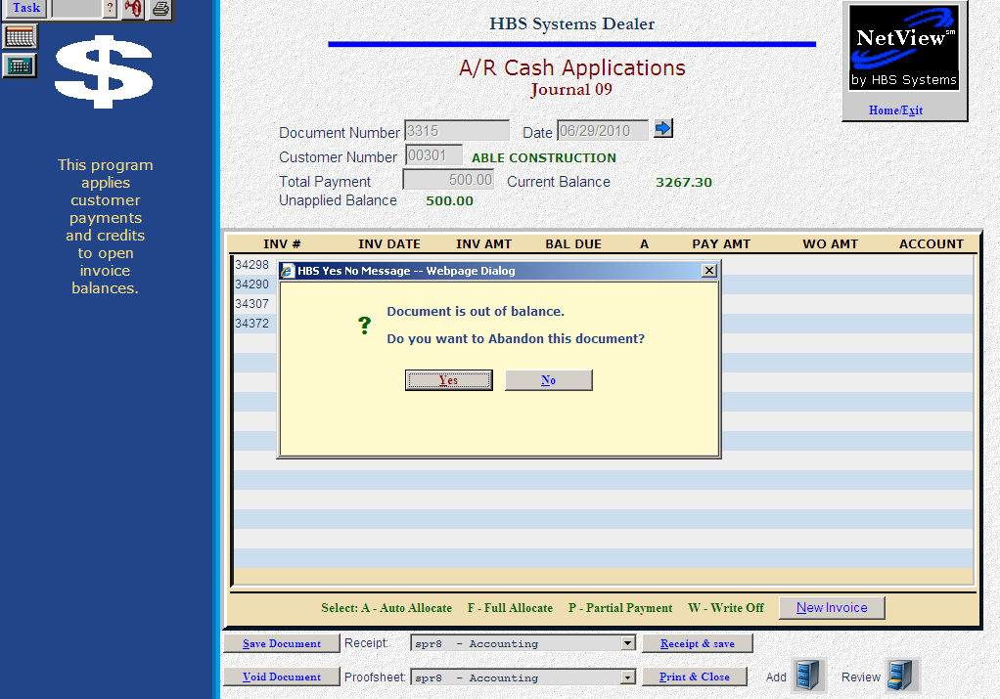 Task
?
HBS Systems Dealer
A/R Cash Applications
Journal 09
NetView℠
by HBS Systems
Home/Exit
$
This program
applies
customer
payments
and credits
to open
invoice
balances.
Document Number 3315 Date 06/29/2010
Customer Number 00301 ABLE CONSTRUCTION
Total Payment 500.00 Current Balance 3267.30
Unapplied Balance 500.00
INV # INV DATE INV AMT BAL DUE A PAY AMT WO AMT ACCOUNT
34298
34290
34307
34372
HBS Yes No Message -- Webpage Dialog
?
Document is out of balance.
Do you want to Abandon this document?
Yes No
Select: A - Auto Allocate F - Full Allocate P - Partial Payment W - Write Off New Invoice
Save Document Receipt: spr8 - Accounting Receipt & save
Void Document Proofsheet: spr8 - Accounting Print & Close Add Review